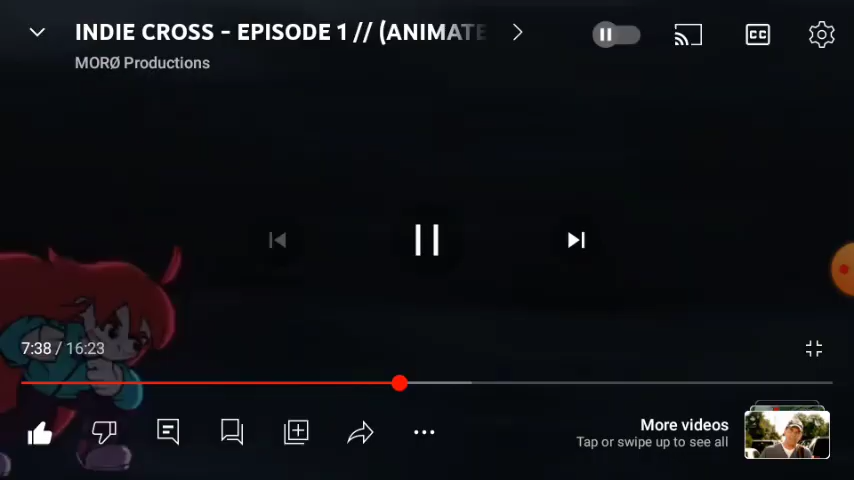 INDIE CROSS - EPISODE 1 // (ANIMATE
MORØ Productions
CC
7:38 / 16:23
More videos
Tap or swipe up to see all